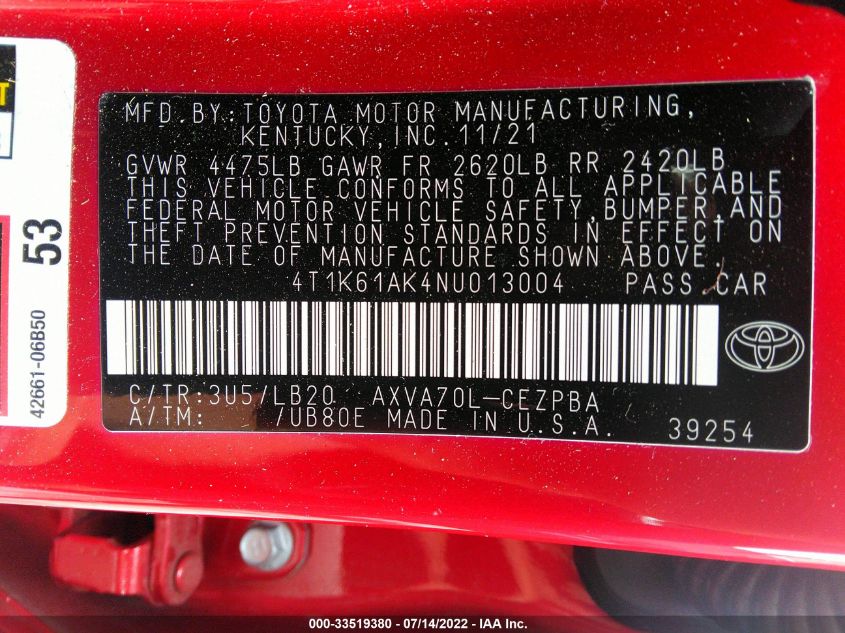 MFD. BY: TOYOTA MOTOR MANUFACTURING,
KENTUCKY, INC. 11/21
GVWR 4475LB GAWR FR 2620LB RR 2420LB
THIS VEHICLE CONFORMS TO ALL APPLICABLE
FEDERAL MOTOR VEHICLE SAFETY, BUMPER, AND
THEFT PREVENTION STANDARDS IN EFFECT ON
THE DATE OF MANUFACTURE SHOWN ABOVE.
4T1K61AK4NU013004 PASS. CAR
C/TR: 3U5/LB20 AXVA70L-CEZPBA
A/TM: /UB80E MADE IN U.S.A.
39254
53
42661-06B50
000-33519380 - 07/14/2022 - IAA Inc.